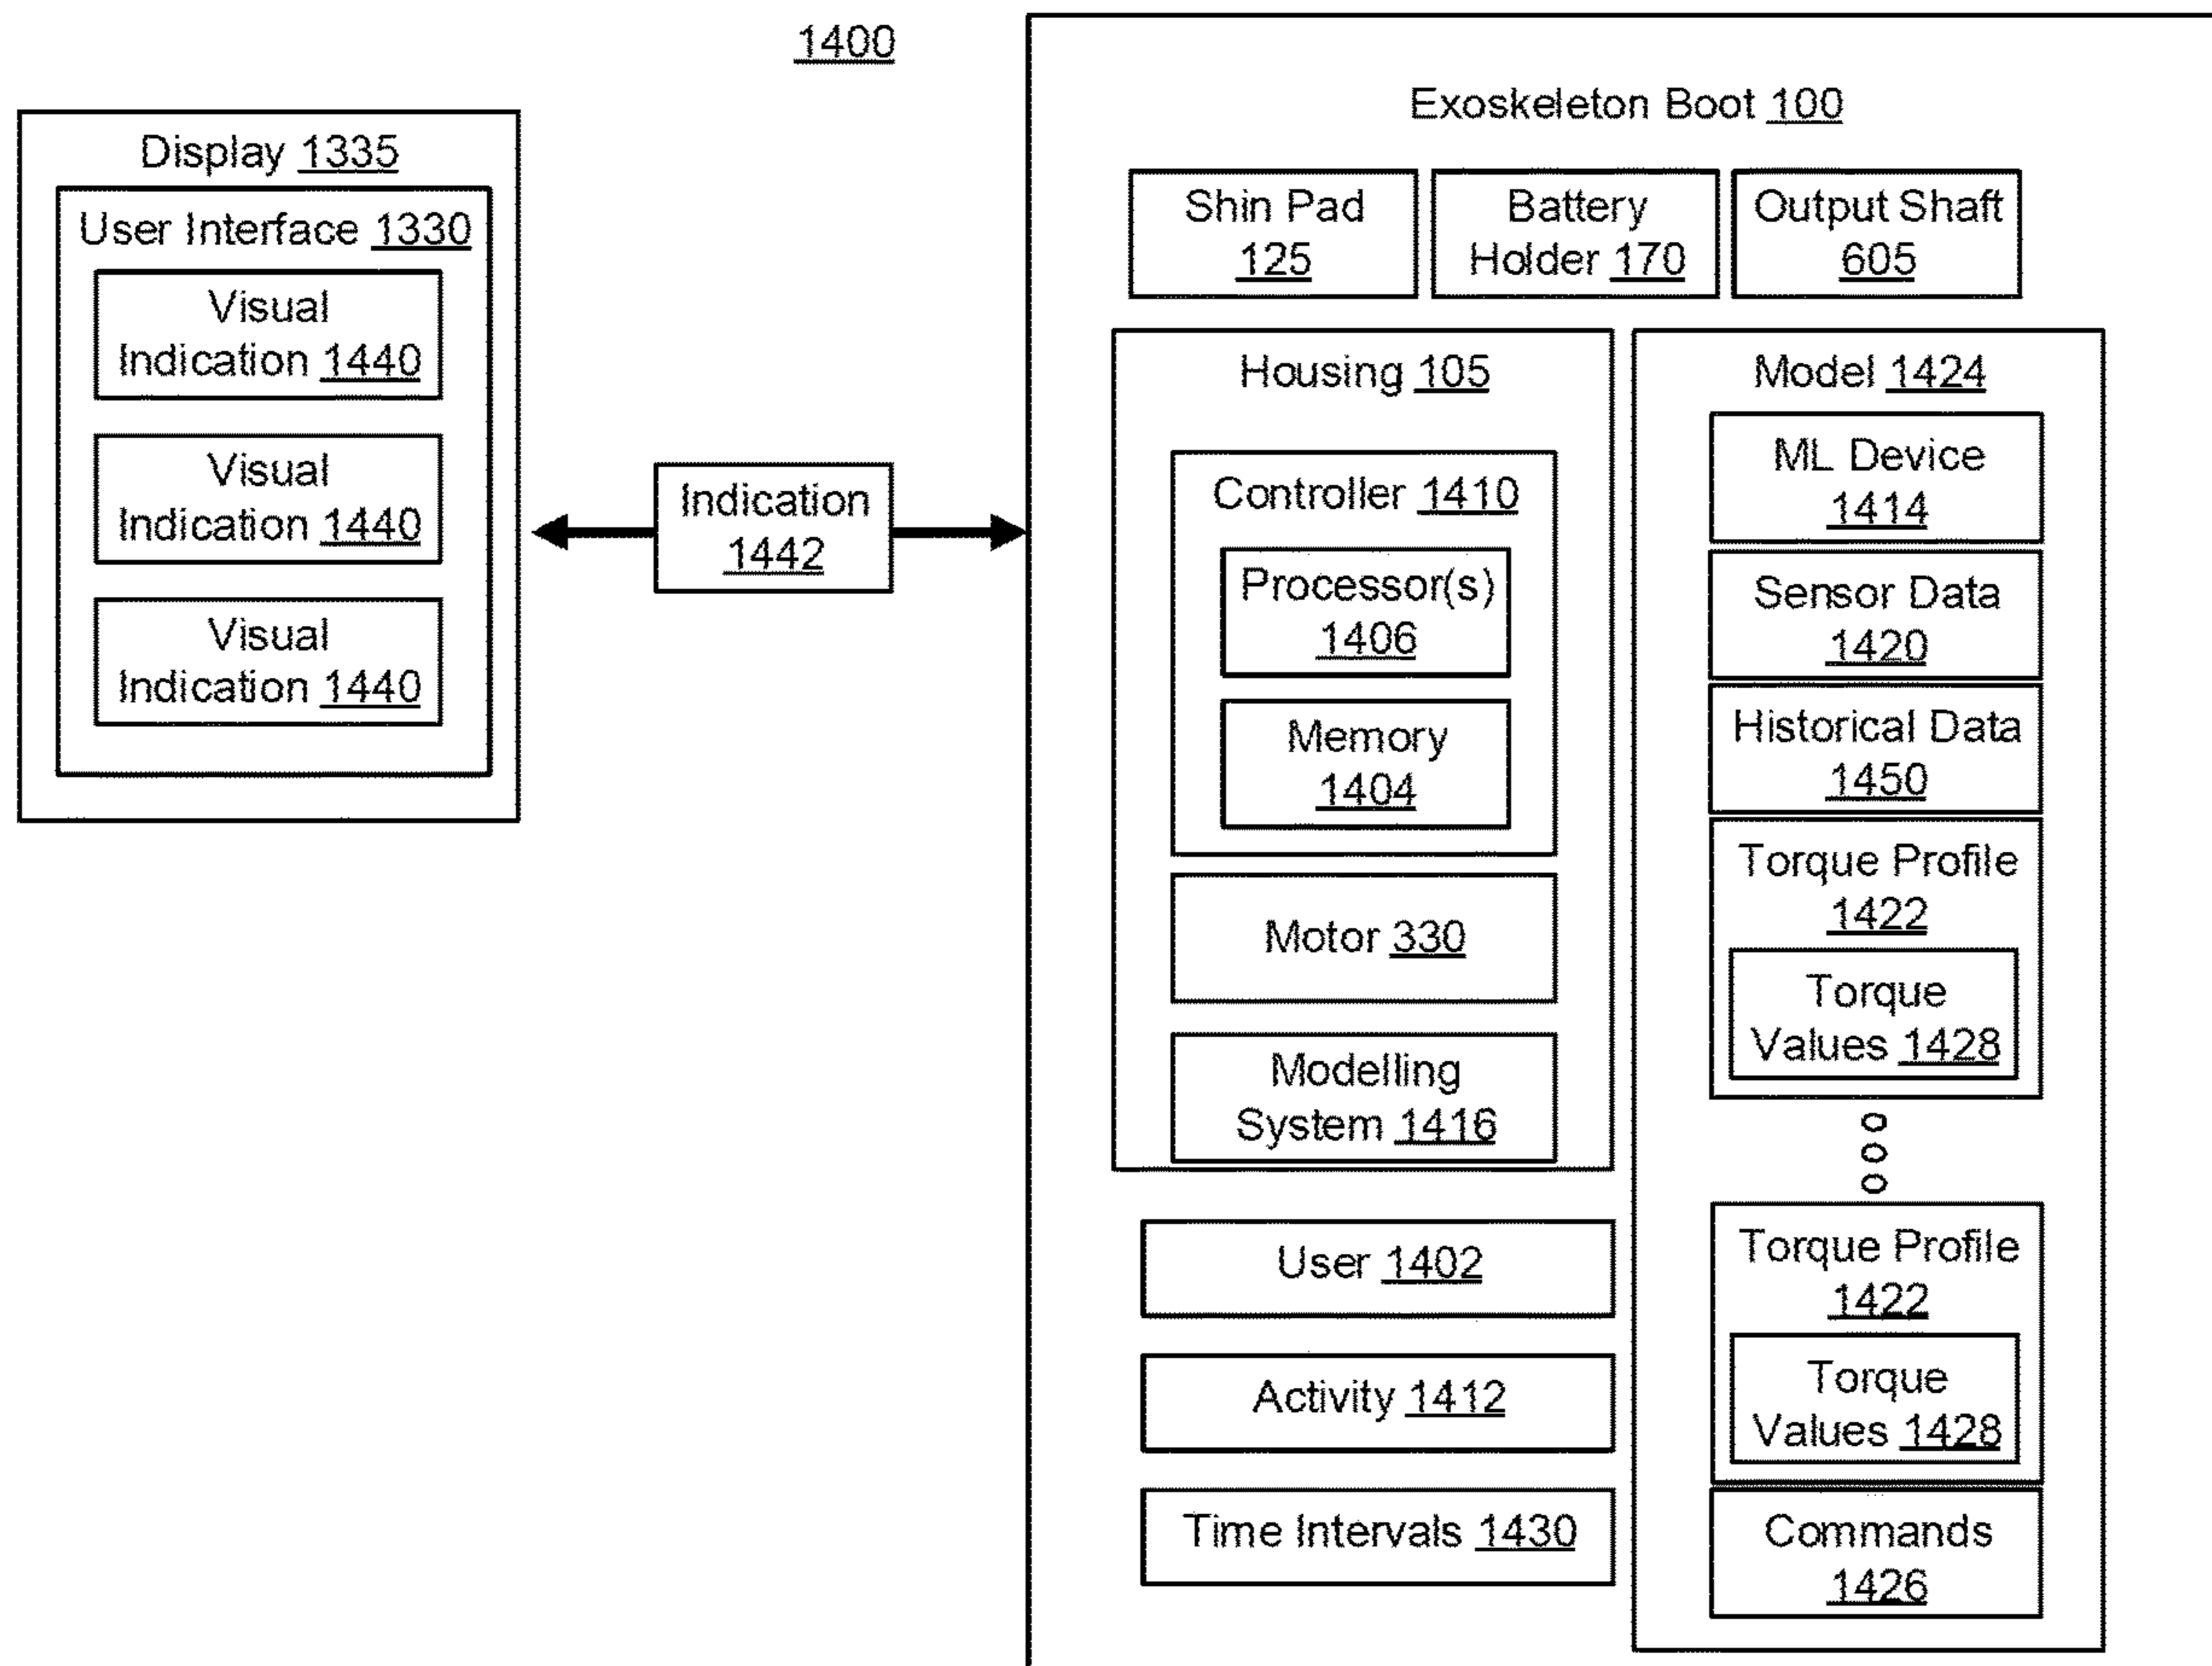 1400
Display 1335
User Interface 1330
Visual
Indication 1440
Visual
Indication 1440
Visual
Indication 1440
Indication
1442
Exoskeleton Boot 100
Shin Pad
125
Battery
Holder 170
Output Shaft
605
Housing 105
Controller 1410
Processor(s)
1406
Memory
1404
Motor 330
Modelling
System 1416
User 1402
Activity 1412
Time Intervals 1430
Model 1424
ML Device
1414
Sensor Data
1420
Historical Data
1450
Torque Profile
1422
Torque
Values 1428
Torque Profile
1422
Torque
Values 1428
Commands
1426